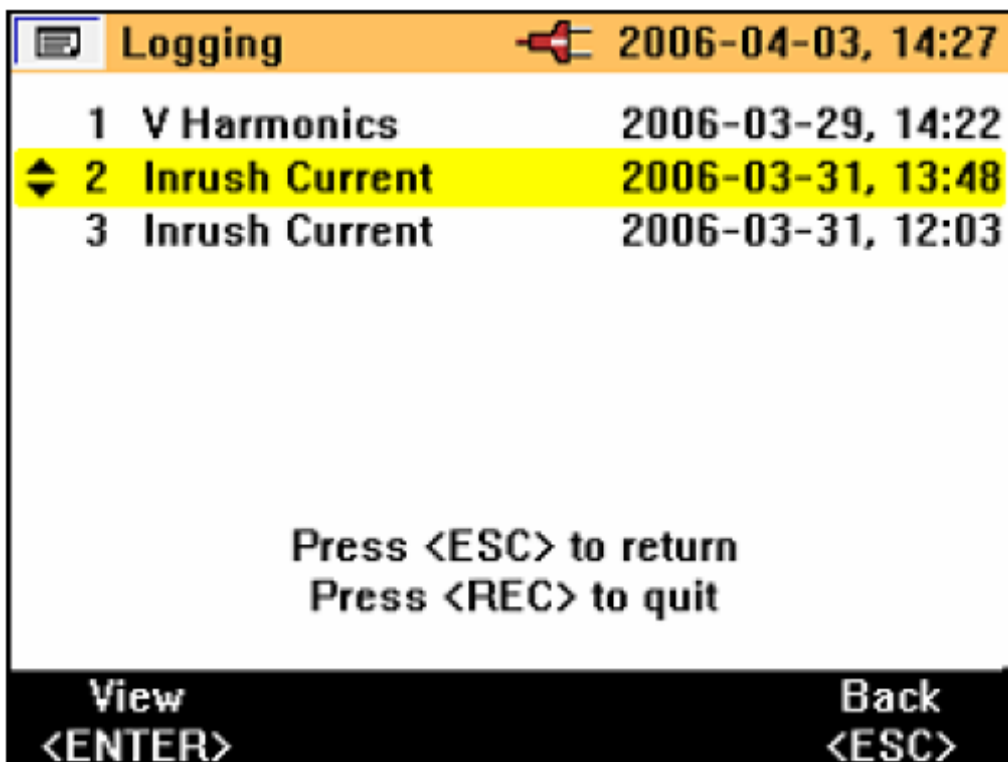 Logging 2006-04-03, 14:27
1 V Harmonics 2006-03-29, 14:22
2 Inrush Current 2006-03-31, 13:48
3 Inrush Current 2006-03-31, 12:03
Press <ESC> to return
Press <REC> to quit
View Back
<ENTER> <ESC>